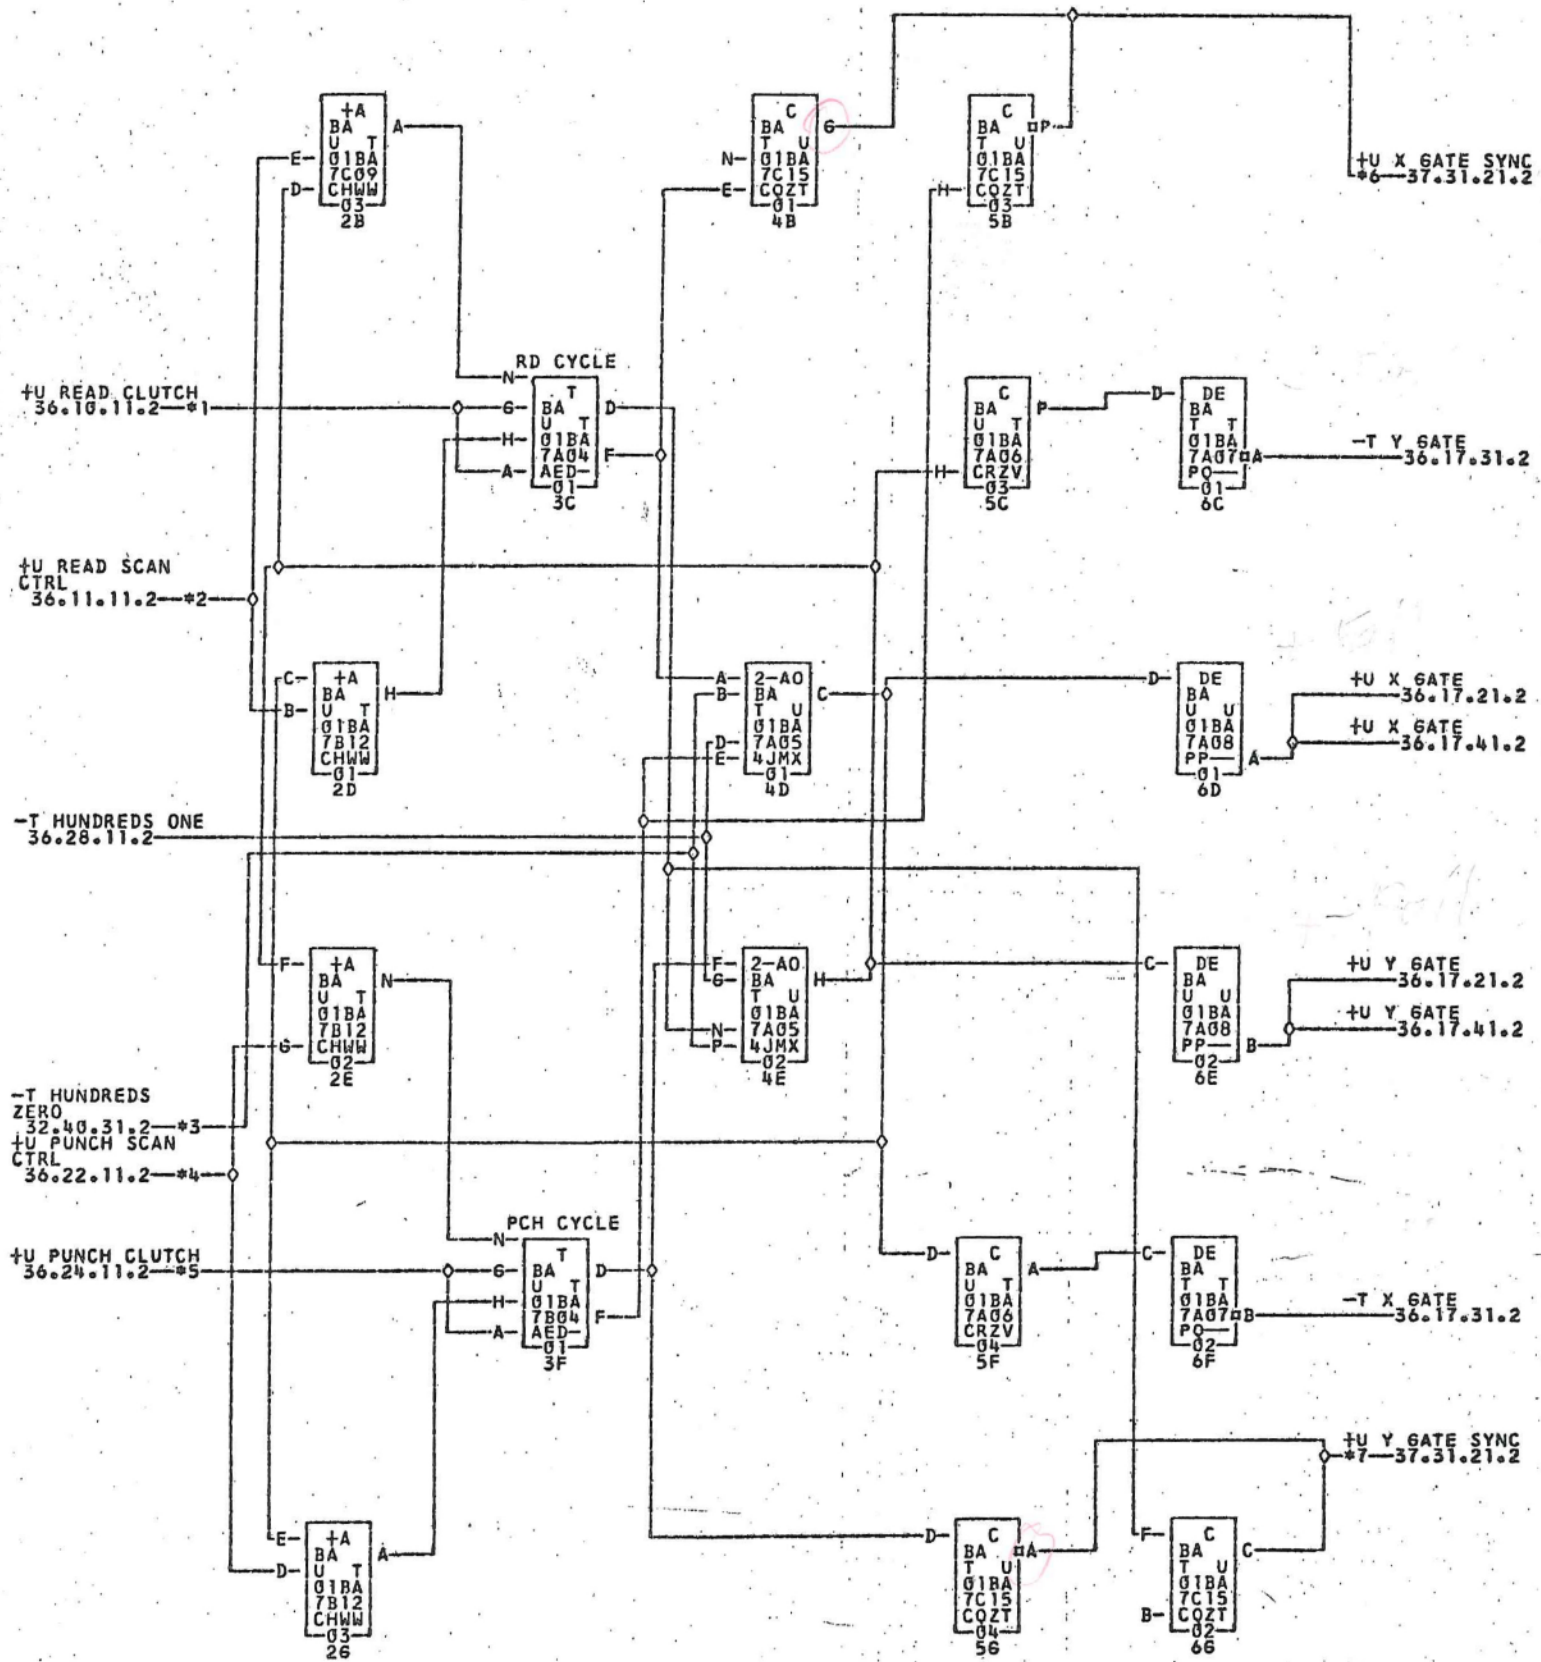 +A
BA
U T
01BA
7C09
CHWW
03
2B
A
E
D
C
BA
T U
01BA
7C15
CQZT
01
4B
G
N
E
C
BA
T U
01BA
7C15
CQZT
03
5B
P
H
+U X GATE SYNC
*6 37.31.21.2
RD CYCLE
+U READ CLUTCH
36.10.11.2 *1
N
G
H
A
T
BA
U T
01BA
7A04
AED-
01
3C
D
F
C
BA
U T
01BA
7A06
CRZV
03
5C
P
H
D
DE
BA
T T
01BA
7A07
PQ
01
6C
A
-T Y GATE
36.17.31.2
+U READ SCAN
CTRL
36.11.11.2 *2
C
B
+A
BA
U T
01BA
7B12
CHWW
01
2D
H
A
B
D
E
2-AO
BA
T U
01BA
7A05
4JMX
01
4D
C
D
DE
BA
U U
01BA
7A08
PP
01
6D
A
+U X GATE
36.17.21.2
+U X GATE
36.17.41.2
-T HUNDREDS ONE
36.28.11.2
F
G
+A
BA
U T
01BA
7B12
CHWW
02
2E
N
F
G
N
P
2-AO
BA
T U
01BA
7A05
4JMX
02
4E
H
C
DE
BA
U U
01BA
7A08
PP
02
6E
B
+U Y GATE
36.17.21.2
+U Y GATE
36.17.41.2
-T HUNDREDS
ZERO
32.40.31.2 *3
+U PUNCH SCAN
CTRL
36.22.11.2 *4
PCH CYCLE
+U PUNCH CLUTCH
36.24.11.2 *5
N
G
H
A
T
BA
U T
01BA
7B04
AED-
01
3F
D
F
D
C
BA
U T
01BA
7A06
CRZV
04
5F
A
C
DE
BA
T T
01BA
7A07
PQ
02
6F
B
-T X GATE
36.17.31.2
+U Y GATE SYNC
*7 37.31.21.2
E
D
+A
BA
U T
01BA
7B12
CHWW
03
2G
A
D
C
BA
T U
01BA
7C15
CQZT
04
5G
A
F
B
C
BA
T U
01BA
7C15
CQZT
02
6G
C